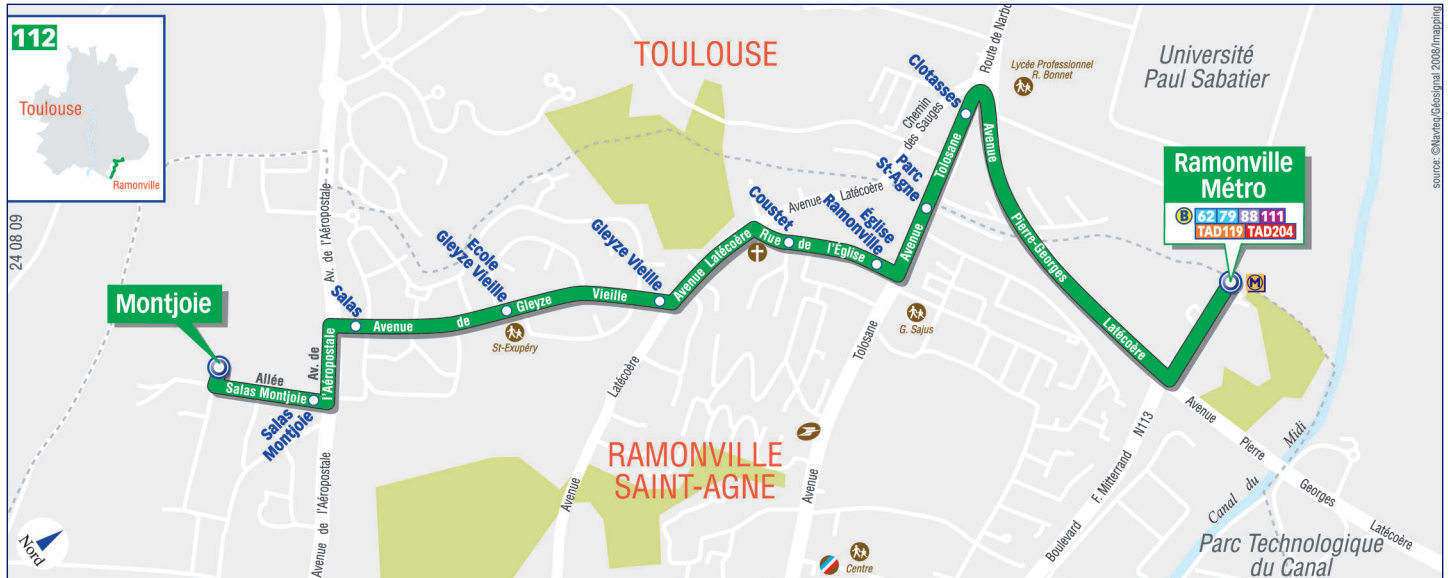 112
Toulouse
Ramonville
24 08 09
TOULOUSE
RAMONVILLE
SAINT-AGNE
Université
Paul Sabatier
Lycée Professionnel
R. Bonnet
Route de Narbo
source: ©Navteq/Géosignal 2008/Imapping
Montjoie
Allée
Salas Montjoie
Salas
Montjoie
Av. de
l'Aéropostale
Av. de l'Aéropostale
Avenue de l'Aéropostale
Salas
Avenue de Gleyze Vieille
Ecole
Gleyze Vieille
St-Exupéry
Gleyze Vieille
Avenue Latécoère
Avenue Latécoère
Coustet
Rue de l'Église
Avenue Latécoère
Église
Ramonville
Parc
St-Agne
Chemin
des Sauges
Clotasses
Avenue Tolosane
G. Sajus
Avenue Tolosane
Centre
Avenue Pierre-Georges Latécoère
Ramonville
Métro
B 62 79 88 111
TAD119 TAD204
M
Boulevard F. Mitterrand N113
Avenue Pierre Georges Latécoère
Canal du Midi
Parc Technologique
du Canal
Nord